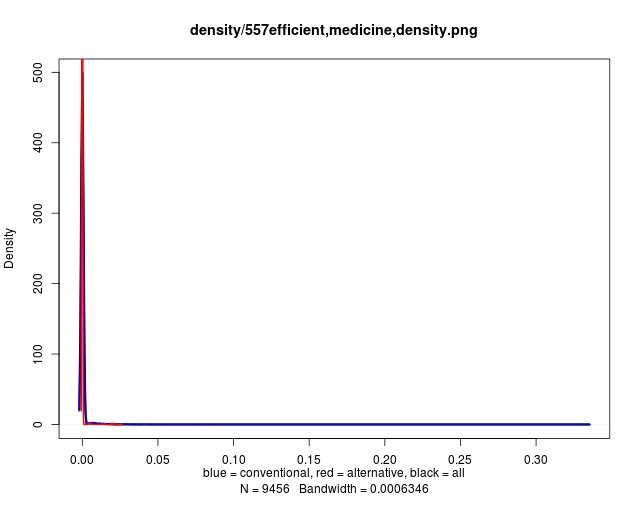 density/557efficient,medicine,density.png
Density
500
400
300
200
100
0
0.00 0.05 0.10 0.15 0.20 0.25 0.30
blue = conventional, red = alternative, black = all
N = 9456 Bandwidth = 0.0006346